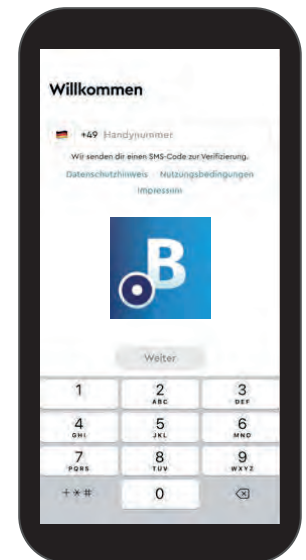 Willkommen
+49 Handynummer
Wir senden dir einen SMS-Code zur Verifizierung.
Datenschutzhinweis Nutzungsbedingungen
Impressum
B
Weiter
1 2 3
ABC DEF
4 5 6
GHI JKL MNO
7 8 9
PQRS TUV WXYZ
+*# 0